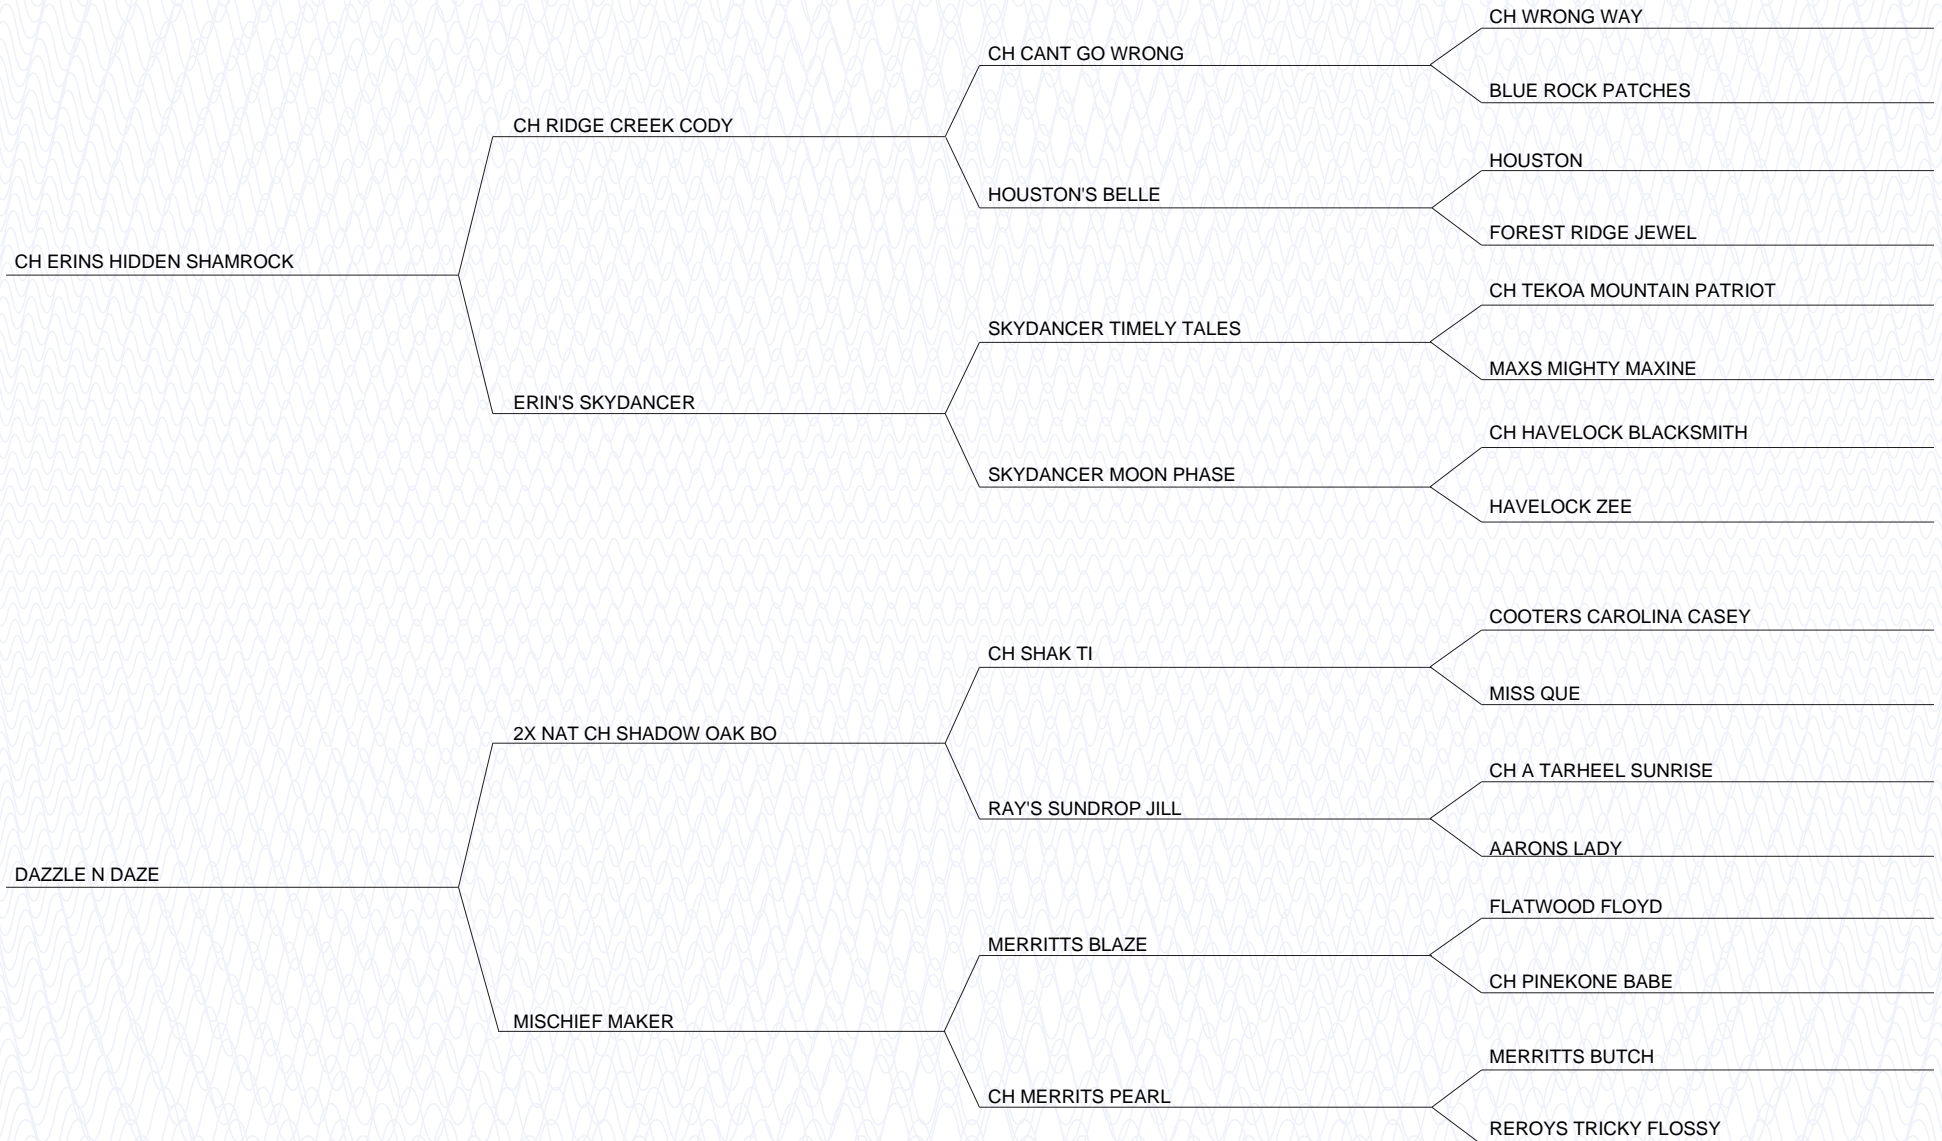 CH WRONG WAY
CH CANT GO WRONG
BLUE ROCK PATCHES
CH RIDGE CREEK CODY
HOUSTON
HOUSTON'S BELLE
FOREST RIDGE JEWEL
CH ERINS HIDDEN SHAMROCK
CH TEKOA MOUNTAIN PATRIOT
SKYDANCER TIMELY TALES
MAXS MIGHTY MAXINE
ERIN'S SKYDANCER
CH HAVELOCK BLACKSMITH
SKYDANCER MOON PHASE
HAVELOCK ZEE
COOTERS CAROLINA CASEY
CH SHAK TI
MISS QUE
2X NAT CH SHADOW OAK BO
CH A TARHEEL SUNRISE
RAY'S SUNDROP JILL
AARONS LADY
DAZZLE N DAZE
FLATWOOD FLOYD
MERRITTS BLAZE
CH PINEKONE BABE
MISCHIEF MAKER
MERRITTS BUTCH
CH MERRITS PEARL
REROYS TRICKY FLOSSY